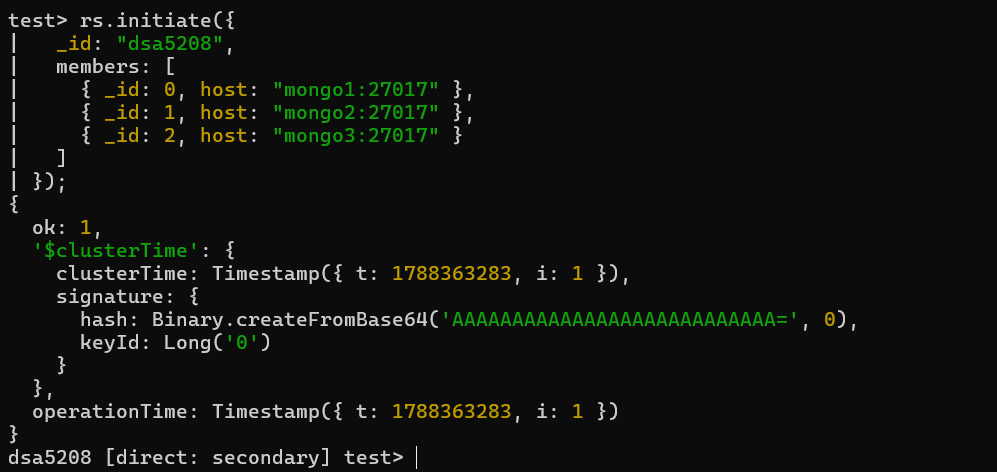 test> rs.initiate({
|   _id: "dsa5208",
|   members: [
|     { _id: 0, host: "mongo1:27017" },
|     { _id: 1, host: "mongo2:27017" },
|     { _id: 2, host: "mongo3:27017" }
|   ]
| });
{
  ok: 1,
  '$clusterTime': {
    clusterTime: Timestamp({ t: 1788363283, i: 1 }),
    signature: {
      hash: Binary.createFromBase64('AAAAAAAAAAAAAAAAAAAAAAAAAAA=', 0),
      keyId: Long('0')
    }
  },
  operationTime: Timestamp({ t: 1788363283, i: 1 })
}
dsa5208 [direct: secondary] test>